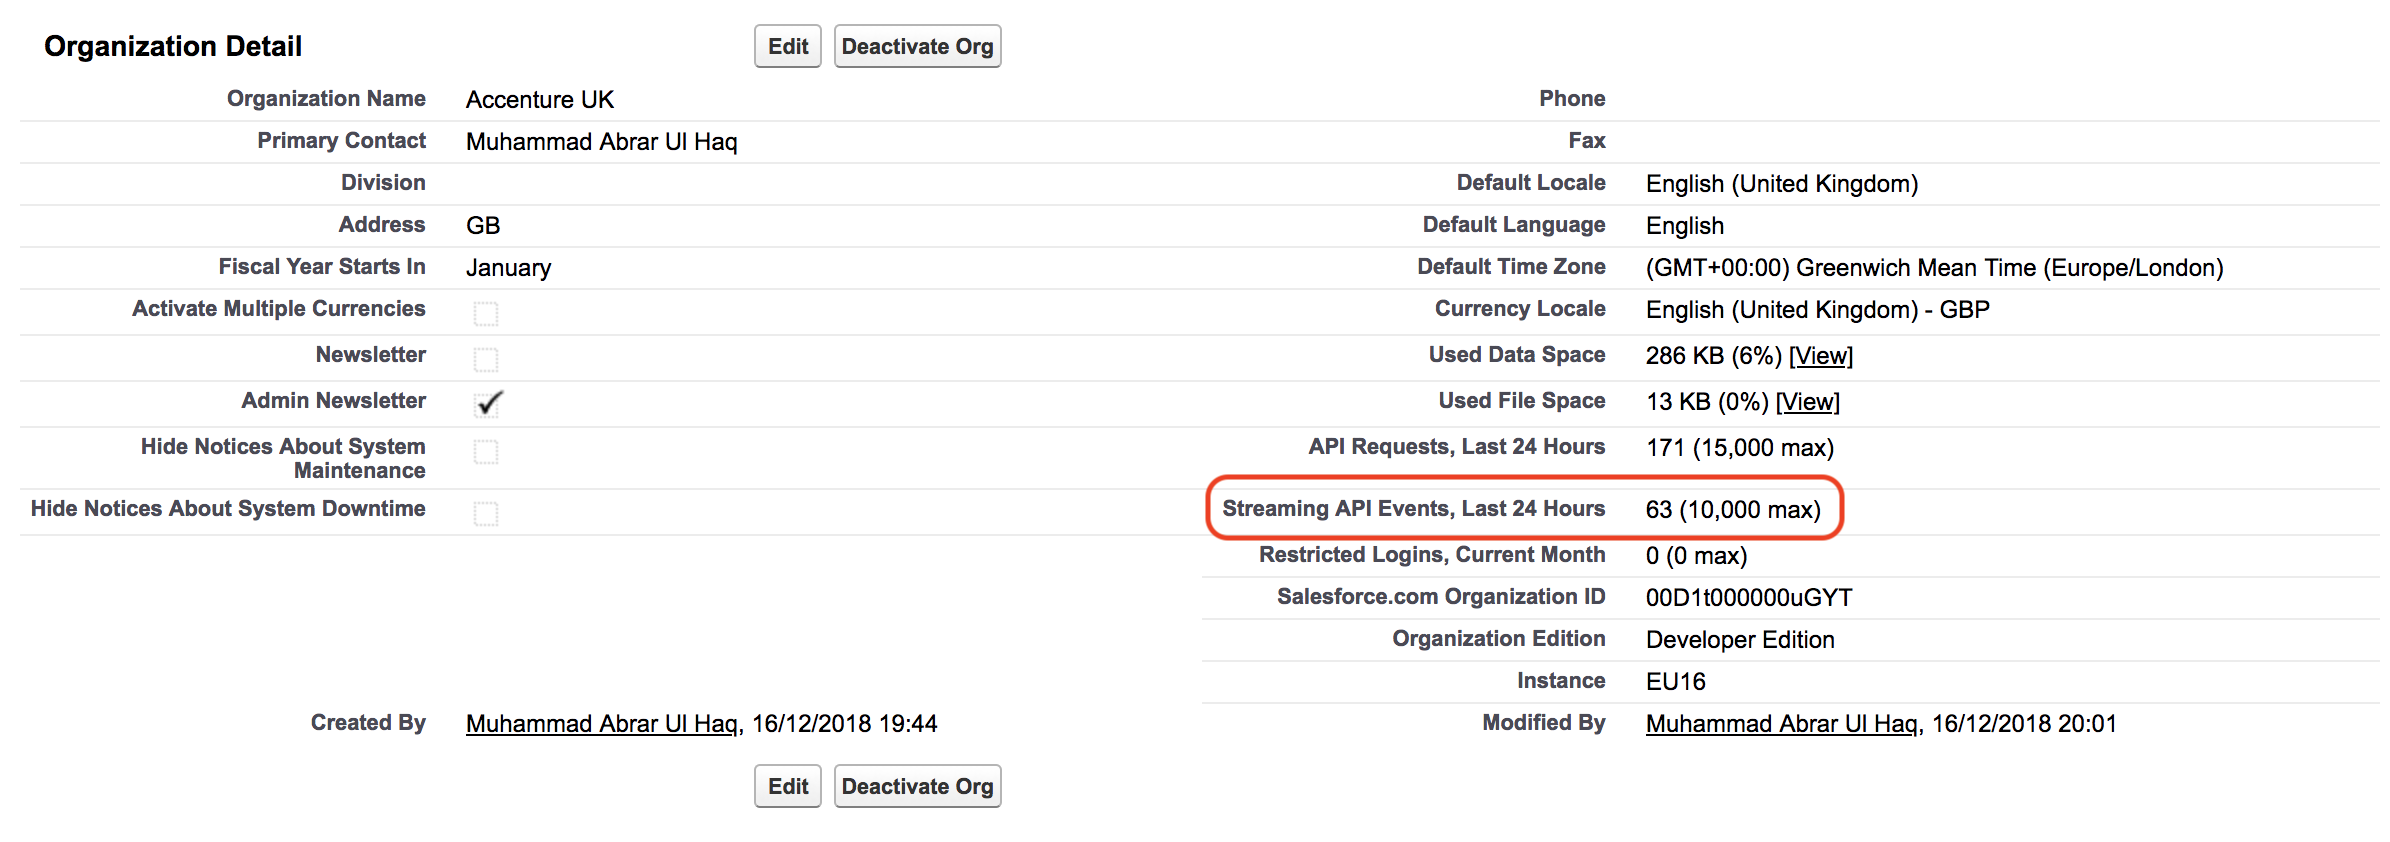 Organization Detail
Edit
Deactivate Org
Organization Name Accenture UK
Phone
Primary Contact Muhammad Abrar Ul Haq
Fax
Division
Default Locale English (United Kingdom)
Address GB
Default Language English
Fiscal Year Starts In January
Default Time Zone (GMT+00:00) Greenwich Mean Time (Europe/London)
Activate Multiple Currencies
Currency Locale English (United Kingdom) - GBP
Newsletter
Used Data Space 286 KB (6%) [View]
Admin Newsletter
Used File Space 13 KB (0%) [View]
Hide Notices About System
Maintenance
API Requests, Last 24 Hours 171 (15,000 max)
Hide Notices About System Downtime
Streaming API Events, Last 24 Hours 63 (10,000 max)
Restricted Logins, Current Month 0 (0 max)
Salesforce.com Organization ID 00D1t000000uGYT
Organization Edition Developer Edition
Instance EU16
Created By Muhammad Abrar Ul Haq, 16/12/2018 19:44
Modified By Muhammad Abrar Ul Haq, 16/12/2018 20:01
Edit
Deactivate Org